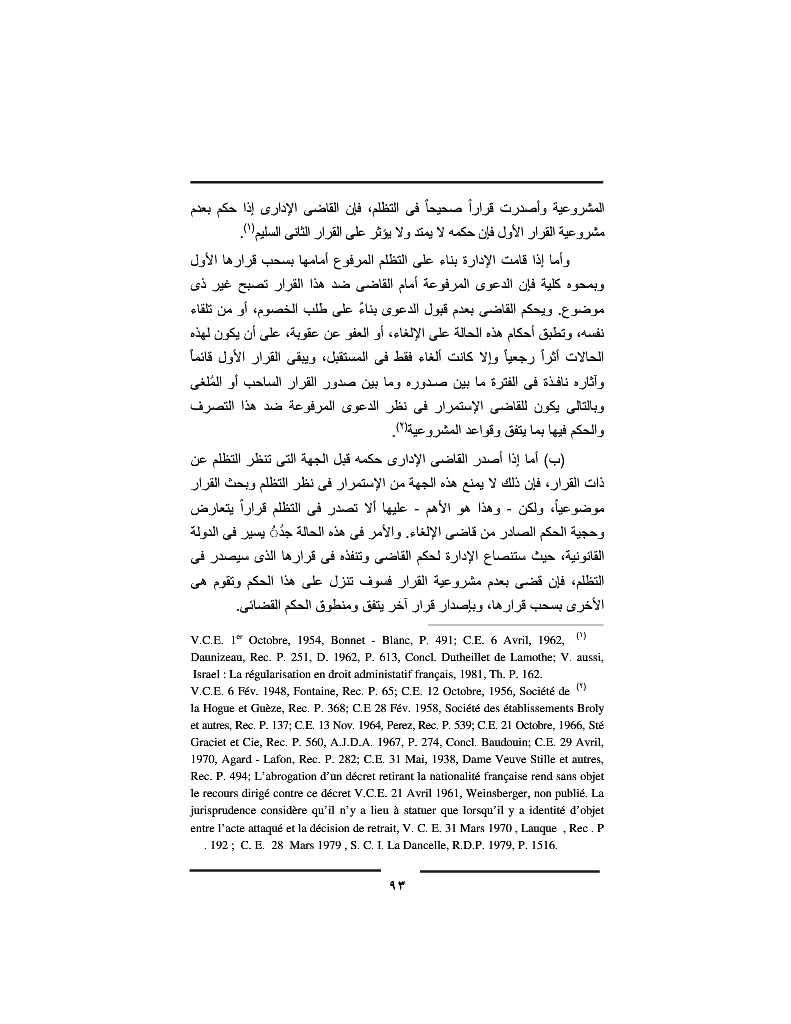 المشروعية وأصدرت قراراً صحيحاً فى التظلم، فإن القاضى الإدارى إذا حكم بعدم
مشروعية القرار الأول فإن حكمه لا يمتد ولا يؤثر على القرار الثانى السليم(١).
وأما إذا قامت الإدارة بناء على التظلم المرفوع أمامها بسحب قرارها الأول
وبمحوه كلية فإن الدعوى المرفوعة أمام القاضى ضد هذا القرار تصبح غير ذى
موضوع. ويحكم القاضى بعدم قبول الدعوى بناءً على طلب الخصوم، أو من تلقاء
نفسه، وتطبق أحكام هذه الحالة على الإلغاء، أو العفو عن عقوبة، على أن يكون لهذه
الحالات أثراً رجعياً وإلا كانت ألغاء فقط فى المستقبل، ويبقى القرار الأول قائماً
وآثاره نافـذة فى الفترة ما بين صدوره وما بين صدور القرار الساحب أو المُلغى
وبالتالى يكون للقاضى الإستمرار فى نظر الدعوى المرفوعة ضد هذا التصرف
والحكم فيها بما يتفق وقواعد المشروعية(٢).
(ب) أما إذا أصدر القاضى الإدارى حكمه قبل الجهة التى تنظر التظلم عن
ذات القرار، فإن ذلك لا يمنع هذه الجهة من الإستمرار فى نظر التظلم وبحث القرار
موضوعياً، ولكن - وهذا هو الأهم - عليها ألا تصدر فى التظلم قراراً يتعارض
وحجية الحكم الصادر من قاضى الإلغاء. والأمر فى هذه الحالة جدُُ يسير فى الدولة
القانونية، حيث ستنصاع الإدارة لحكم القاضى وتنفذه فى قرارها الذى سيصدر فى
التظلم، فإن قضى بعدم مشروعية القرار فسوف تنزل على هذا الحكم وتقوم هى
الأخرى بسحب قرارها، وبإصدار قرار آخر يتفق ومنطوق الحكم القضائى.
V.C.E. 1er Octobre, 1954, Bonnet - Blanc, P. 491; C.E. 6 Avril, 1962, (١)
Daunizeau, Rec. P. 251, D. 1962, P. 613, Concl. Dutheillet de Lamothe; V. aussi,
Israel : La régularisation en droit administatif français, 1981, Th. P. 162.
V.C.E. 6 Fév. 1948, Fontaine, Rec. P. 65; C.E. 12 Octobre, 1956, Société de (٢)
la Hogue et Guèze, Rec. P. 368; C.E 28 Fév. 1958, Société des établissements Broly
et autres, Rec. P. 137; C.E. 13 Nov. 1964, Perez, Rec. P. 539; C.E. 21 Octobre, 1966, Sté
Graciet et Cie, Rec. P. 560, A.J.D.A. 1967, P. 274, Concl. Baudouin; C.E. 29 Avril,
1970, Agard - Lafon, Rec. P. 282; C.E. 31 Mai, 1938, Dame Veuve Stille et autres,
Rec. P. 494; L'abrogation d'un décret retirant la nationalité française rend sans objet
le recours dirigé contre ce décret V.C.E. 21 Avril 1961, Weinsberger, non publié. La
jurisprudence considère qu'il n'y a lieu à statuer que lorsqu'il y a identité d'objet
entre l'acte attaqué et la décision de retrait, V. C. E. 31 Mars 1970 , Lauque , Rec . P
. 192 ; C. E. 28 Mars 1979 , S. C. I. La Dancelle, R.D.P. 1979, P. 1516.
٩٣